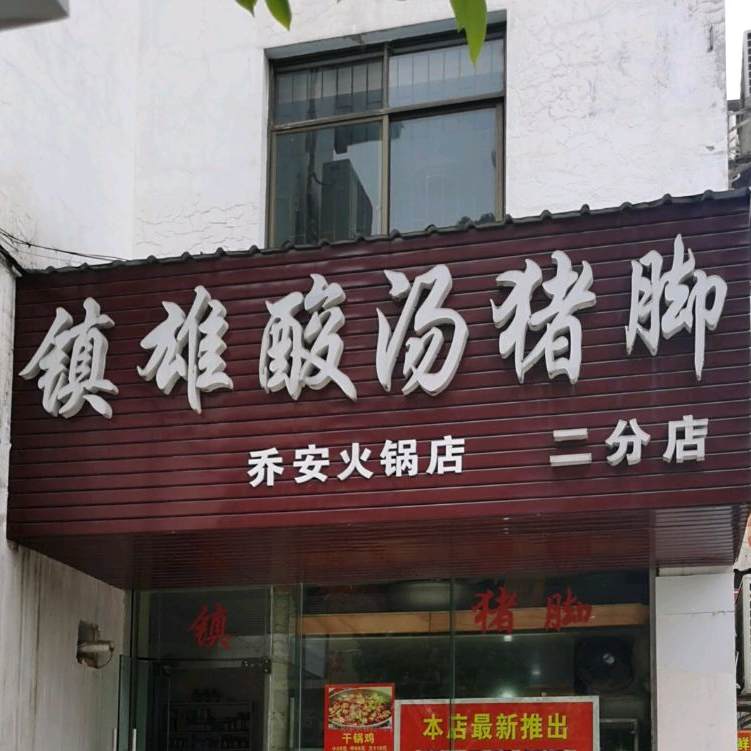 镇雄酸汤猪脚
乔安火锅店 二分店
镇 猪脚
干锅鸡
本店最新推出